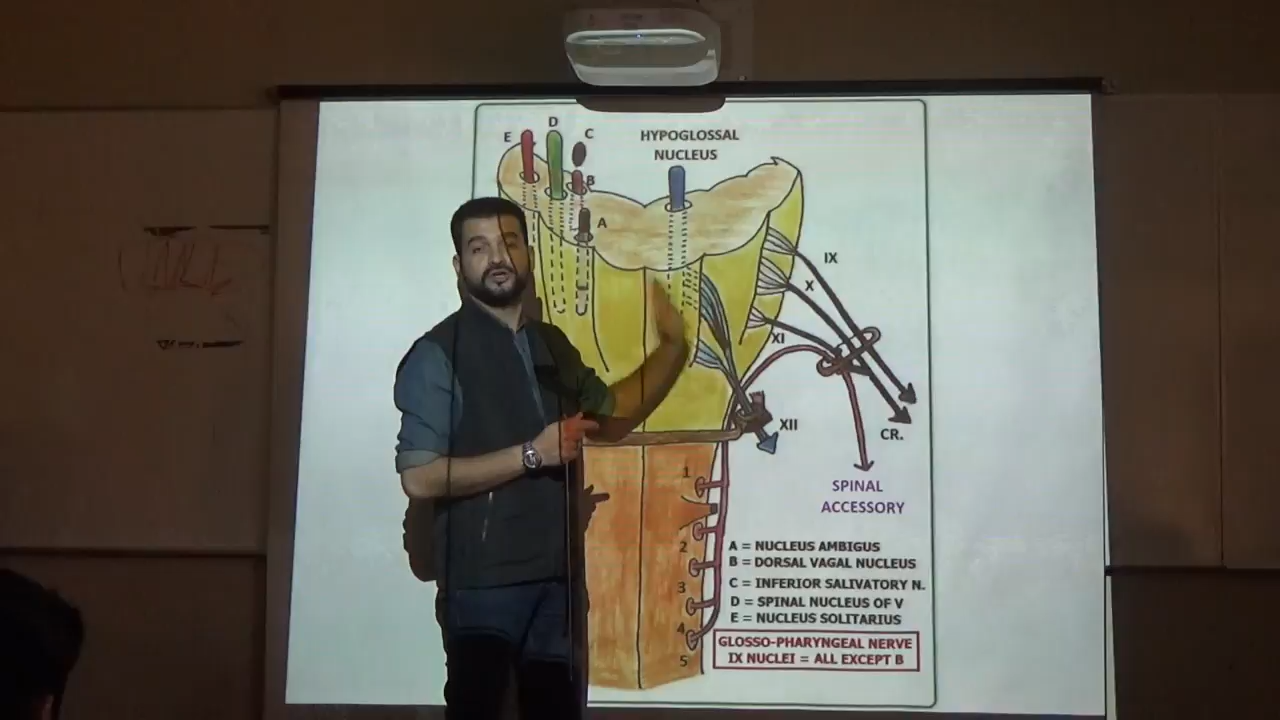 E
D
C
HYPOGLOSSAL
NUCLEUS
B
A
IX
X
XI
XII
CR.
1
SPINAL
ACCESSORY
2
3
4
5
A = NUCLEUS AMBIGUS
B = DORSAL VAGAL NUCLEUS
C = INFERIOR SALIVATORY N.
D = SPINAL NUCLEUS OF V
E = NUCLEUS SOLITARIUS
GLOSSO-PHARYNGEAL NERVE
IX NUCLEI = ALL EXCEPT B